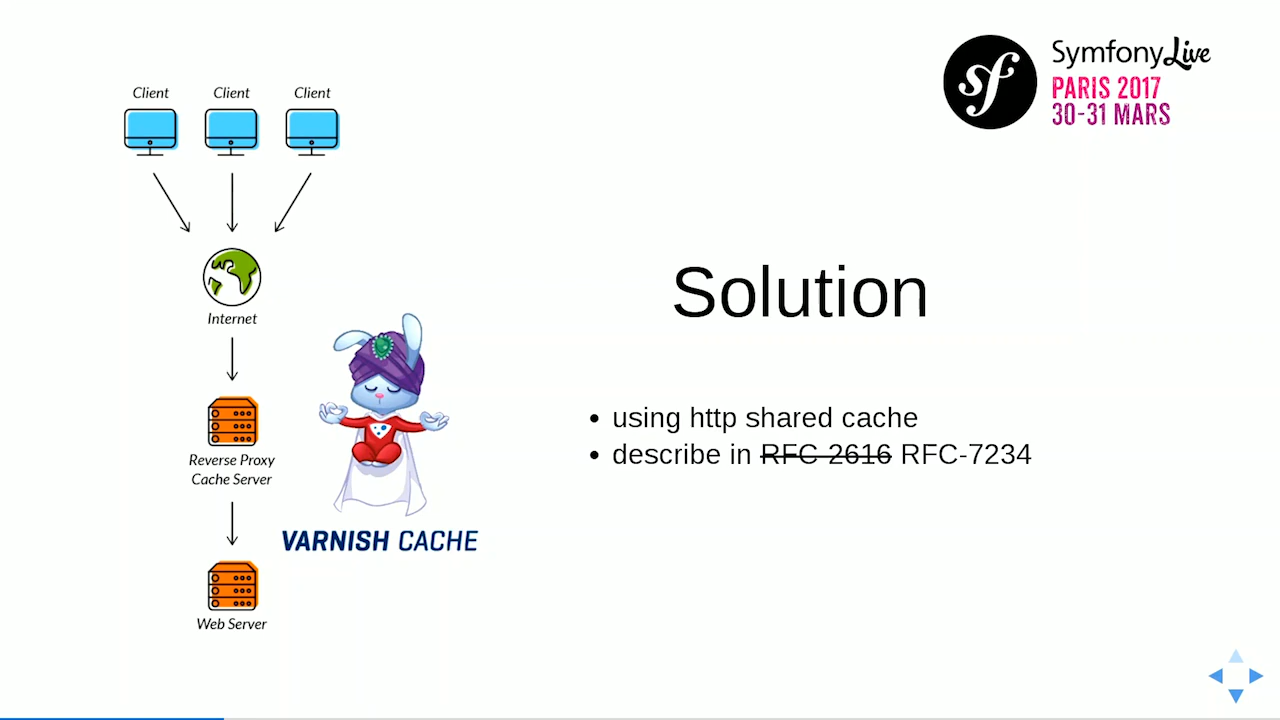 SymfonyLive
PARIS 2017
30-31 MARS
Client Client Client
Internet
Reverse Proxy
Cache Server
VARNISH CACHE
Web Server
Solution
• using http shared cache
• describe in RFC-2616 RFC-7234